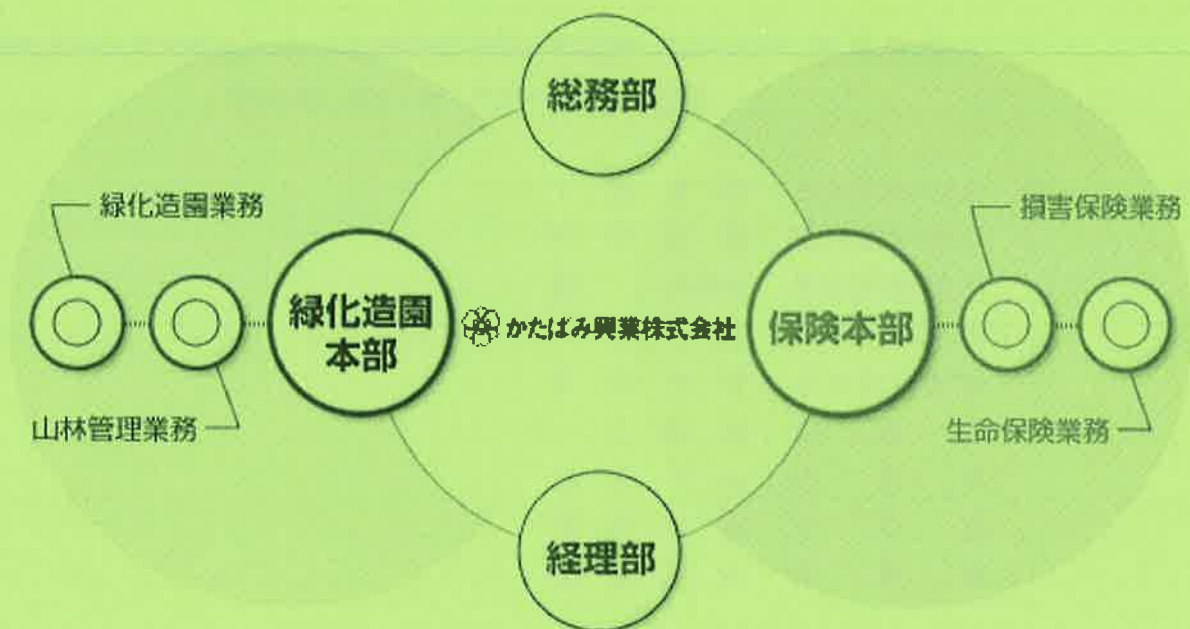 総務部
緑化造園業務
損害保険業務
緑化造園
本部
かたばみ興業株式会社
保険本部
山林管理業務
生命保険業務
経理部